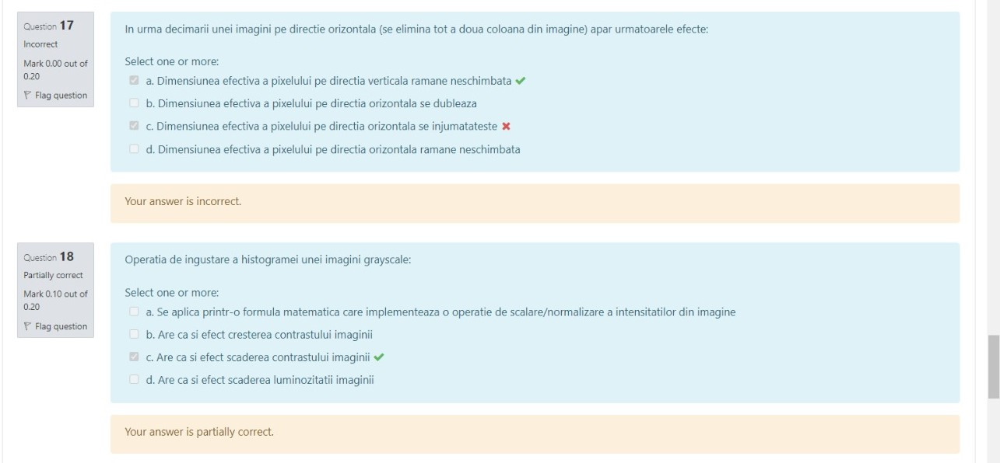 Question 17
Incorrect
Mark 0.00 out of
0.20
Flag question
In urma decimarii unei imagini pe directie orizontala (se elimina tot a doua coloana din imagine) apar urmatoarele efecte:
Select one or more:
a. Dimensiunea efectiva a pixelului pe directia verticala ramane neschimbata
b. Dimensiunea efectiva a pixelului pe directia orizontala se dubleaza
c. Dimensiunea efectiva a pixelului pe directia orizontala se injumatateste
d. Dimensiunea efectiva a pixelului pe directia orizontala ramane neschimbata
Your answer is incorrect.
Question 18
Partially correct
Mark 0.10 out of
0.20
Flag question
Operatia de ingustare a histogramei unei imagini grayscale:
Select one or more:
a. Se aplica printr-o formula matematica care implementeaza o operatie de scalare/normalizare a intensitatilor din imagine
b. Are ca si efect cresterea contrastului imaginii
c. Are ca si efect scaderea contrastului imaginii
d. Are ca si efect scaderea luminozitatii imaginii
Your answer is partially correct.